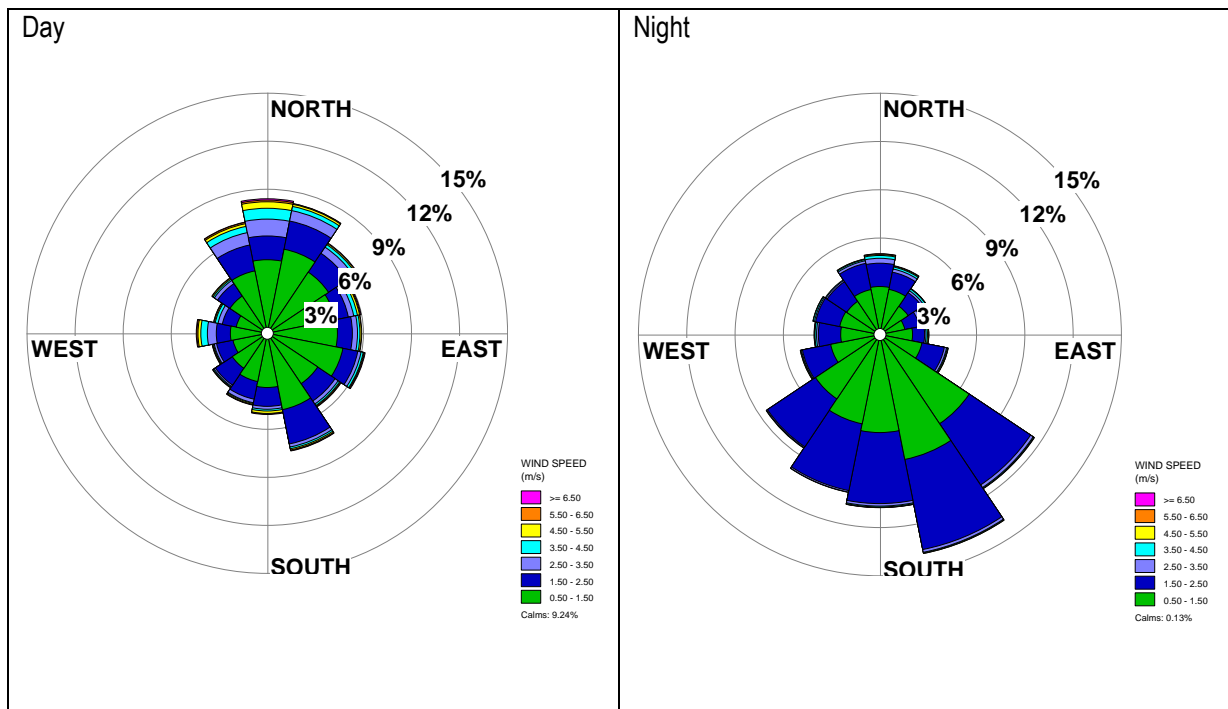 Day
NORTH
15%
12%
9%
6%
3%
WEST
EAST
SOUTH
WIND SPEED
(m/s)
>= 6.50
5.50 - 6.50
4.50 - 5.50
3.50 - 4.50
2.50 - 3.50
1.50 - 2.50
0.50 - 1.50
Calms: 9.24%
Night
NORTH
15%
12%
9%
6%
3%
WEST
EAST
SOUTH
WIND SPEED
(m/s)
>= 6.50
5.50 - 6.50
4.50 - 5.50
3.50 - 4.50
2.50 - 3.50
1.50 - 2.50
0.50 - 1.50
Calms: 0.13%